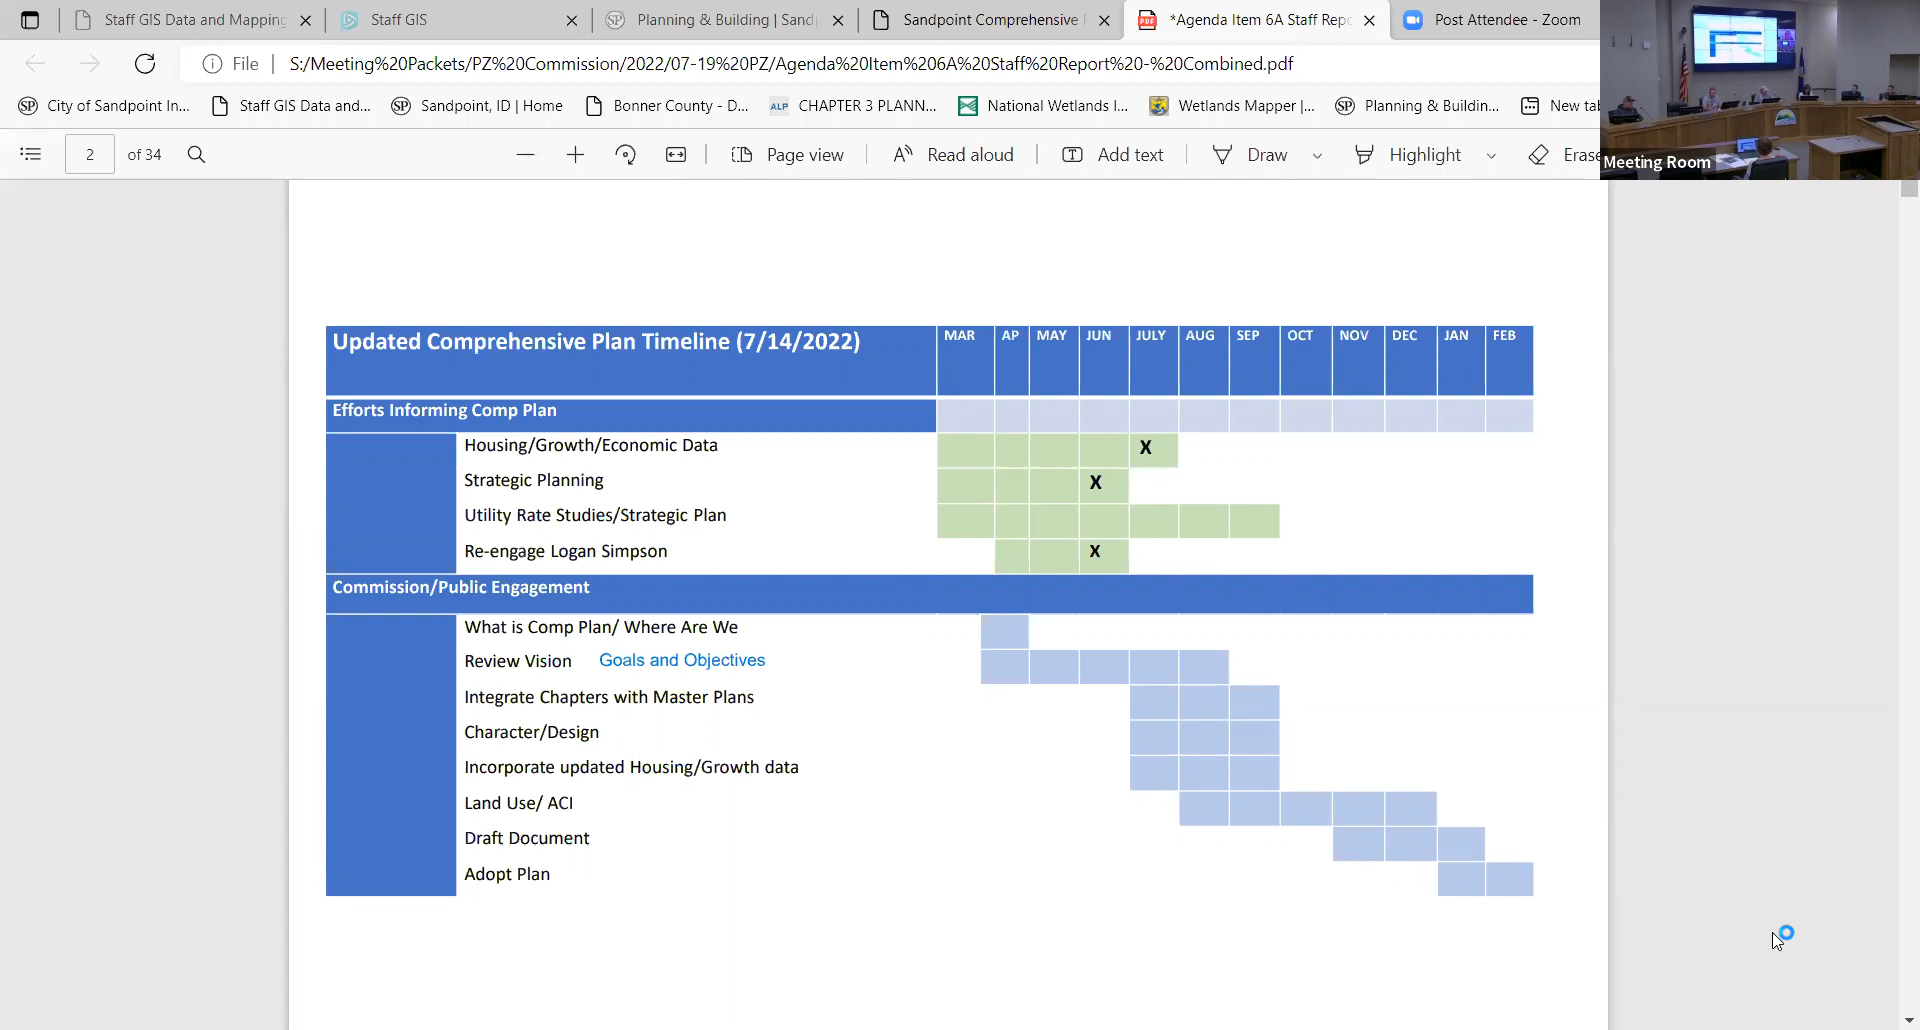 Staff GIS Data and Mapping
Staff GIS
Planning & Building | Sand
Sandpoint Comprehensive P
*Agenda Item 6A Staff Repo
Post Attendee - Zoom
File
S:/Meeting%20Packets/PZ%20Commission/2022/07-19%20PZ/Agenda%20Item%206A%20Staff%20Report%20-%20Combined.pdf
City of Sandpoint In...
Staff GIS Data and...
Sandpoint, ID | Home
Bonner County - D...
CHAPTER 3 PLANN...
National Wetlands I...
Wetlands Mapper |...
Planning & Buildin...
New tab
2 of 34
Page view
Read aloud
Add text
Draw
Highlight
Erase
Meeting Room
Updated Comprehensive Plan Timeline (7/14/2022)
MAR AP MAY JUN JULY AUG SEP OCT NOV DEC JAN FEB
Efforts Informing Comp Plan
Housing/Growth/Economic Data X
Strategic Planning X
Utility Rate Studies/Strategic Plan
Re-engage Logan Simpson X
Commission/Public Engagement
What is Comp Plan/ Where Are We
Review Vision Goals and Objectives
Integrate Chapters with Master Plans
Character/Design
Incorporate updated Housing/Growth data
Land Use/ ACI
Draft Document
Adopt Plan